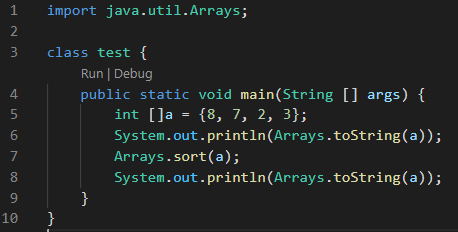 1 import java.util.Arrays;
2
3 class test {
Run | Debug
4 public static void main(String [] args) {
5 int []a = {8, 7, 2, 3};
6 System.out.println(Arrays.toString(a));
7 Arrays.sort(a);
8 System.out.println(Arrays.toString(a));
9 }
10 }